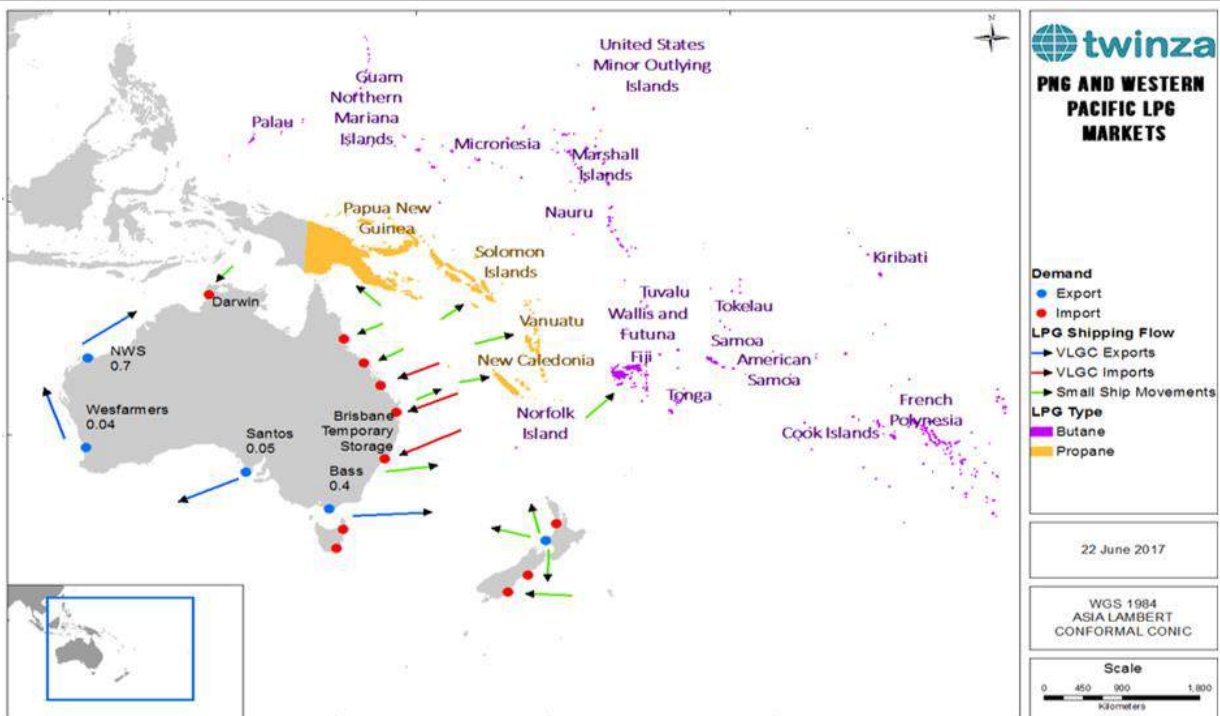 N
United States
Minor Outlying
Islands
Guam
Northern
Mariana
Islands
Palau
Micronesia
Marshall
Islands
Nauru
Papua New
Guinea
Solomon
Islands
Kiribati
Tuvalu
Wallis and
Futuna
Tokelau
Vanuatu
Samoa
American
Samoa
New Caledonia
Fiji
Tonga
Norfolk
Island
Cook Islands
French
Polynesia
Darwin
NWS
0.7
Wesfarmers
0.04
Santos
0.05
Brisbane
Temporary
Storage
Bass
0.4
twinza
PNG AND WESTERN
PACIFIC LPG
MARKETS
Demand
Export
Import
LPG Shipping Flow
VLGC Exports
VLGC Imports
Small Ship Movements
LPG Type
Butane
Propane
22 June 2017
WGS 1984
ASIA LAMBERT
CONFORMAL CONIC
Scale
0 450 900 1,800
Kilometers